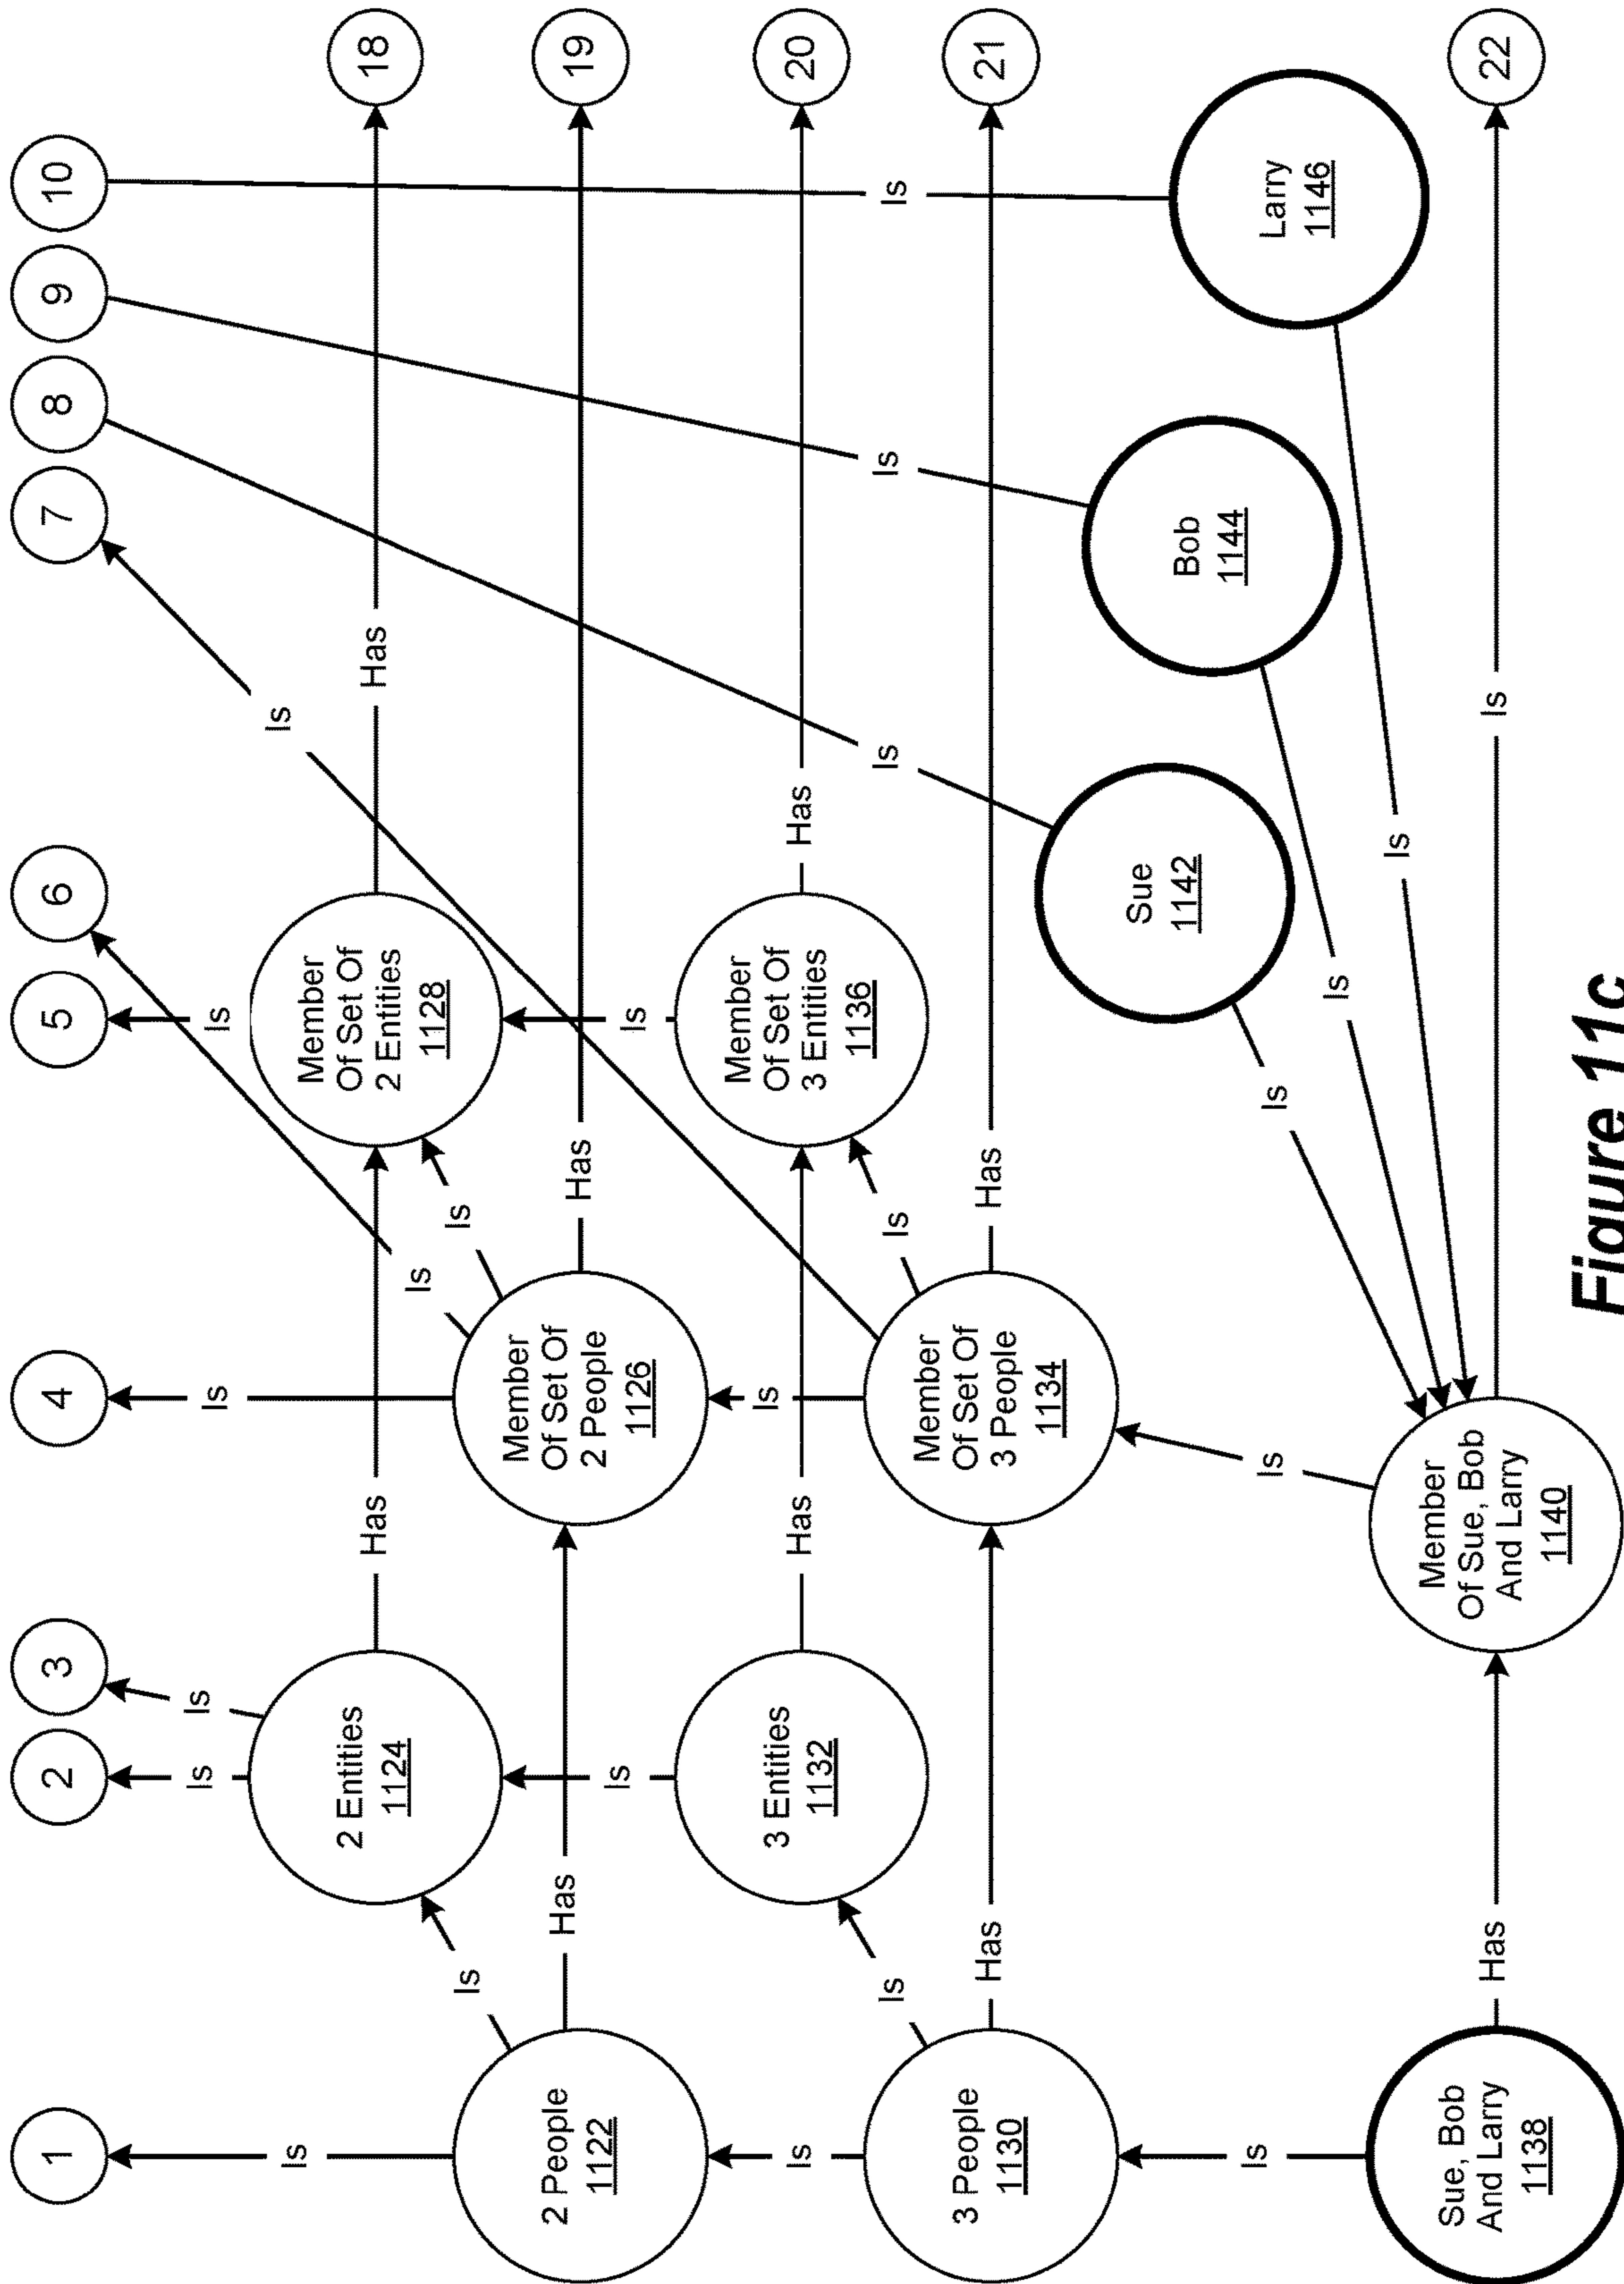 1
2
3
4
5
6
7
8
9
10
Is
Is
Is
Is
Is
Is
2 Entities
1124
Has
Member
Of Set Of
2 Entities
1128
Has
18
Is
Is
Is
2 People
1122
Has
Member
Of Set Of
2 People
1126
Has
19
Is
Is
Is
Is
3 Entities
1132
Has
Member
Of Set Of
3 Entities
1136
Has
20
Is
Is
Is
Is
Is
3 People
1130
Has
Member
Of Set Of
3 People
1134
Has
21
Sue
1142
Bob
1144
Larry
1146
Is
Is
Is
Is
Is
Sue, Bob
And Larry
1138
Has
Member
Of Sue, Bob
And Larry
1140
Is
22
Figure 11c